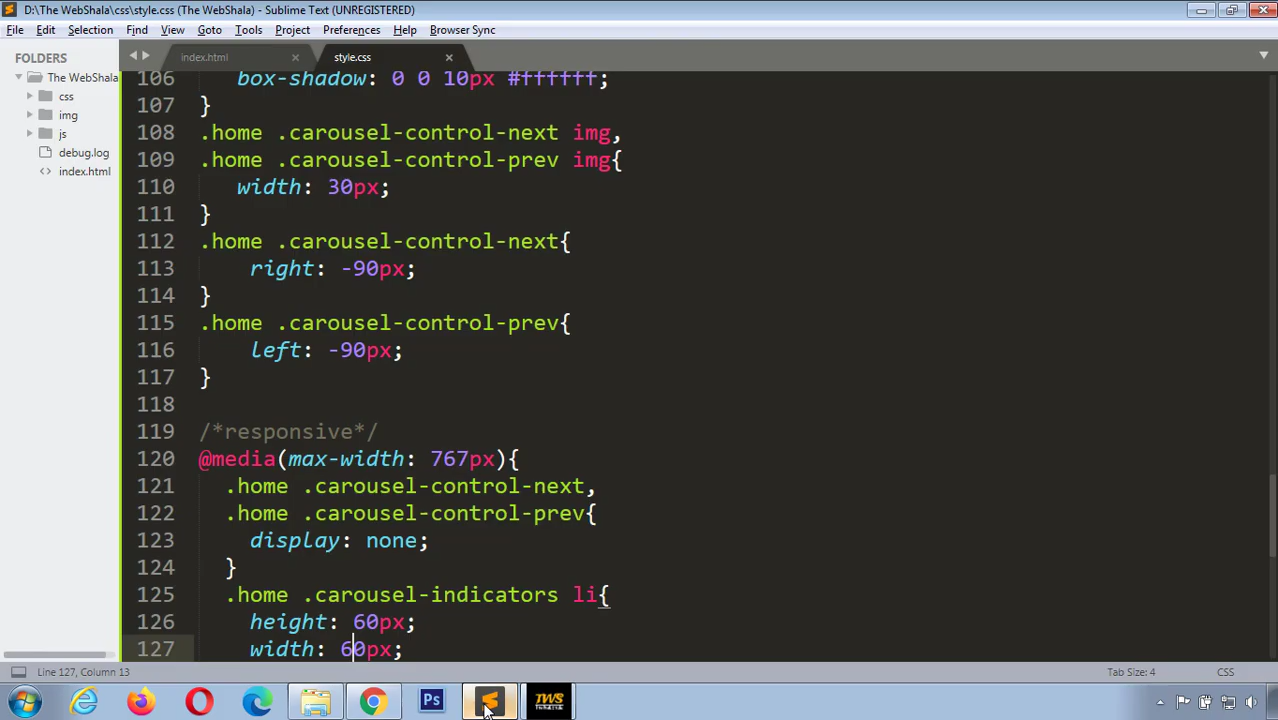 D:\The WebShala\css\style.css (The WebShala) - Sublime Text (UNREGISTERED)
File Edit Selection Find View Goto Tools Project Preferences Help Browser Sync
FOLDERS
The WebShala
css
img
js
debug.log
index.html
index.html
style.css
106 box-shadow: 0 0 10px #ffffff;
107 }
108 .home .carousel-control-next img,
109 .home .carousel-control-prev img{
110 width: 30px;
111 }
112 .home .carousel-control-next{
113 right: -90px;
114 }
115 .home .carousel-control-prev{
116 left: -90px;
117 }
118
119 /*responsive*/
120 @media(max-width: 767px){
121 .home .carousel-control-next,
122 .home .carousel-control-prev{
123 display: none;
124 }
125 .home .carousel-indicators li{
126 height: 60px;
127 width: 60px;
Line 127, Column 13
Tab Size: 4
CSS
Ps
TWS